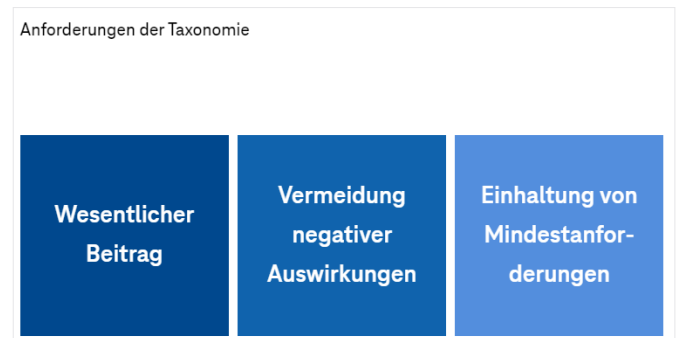 Anforderungen der Taxonomie
Wesentlicher
Beitrag
Vermeidung
negativer
Auswirkungen
Einhaltung von
Mindestanfor-
derungen